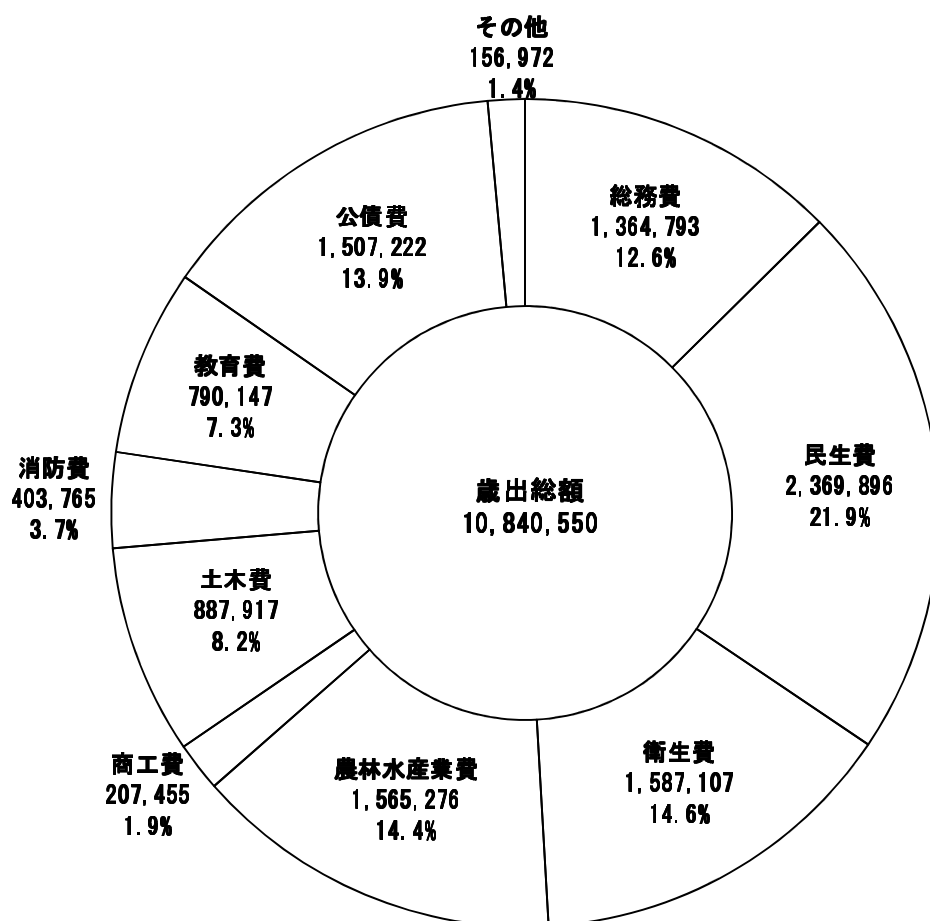 その他
156,972
1.4%
総務費
1,364,793
12.6%
公債費
1,507,222
13.9%
教育費
790,147
7.3%
民生費
2,369,896
21.9%
消防費
403,765
3.7%
歳出総額
10,840,550
土木費
887,917
8.2%
衛生費
1,587,107
14.6%
商工費
207,455
1.9%
農林水産業費
1,565,276
14.4%